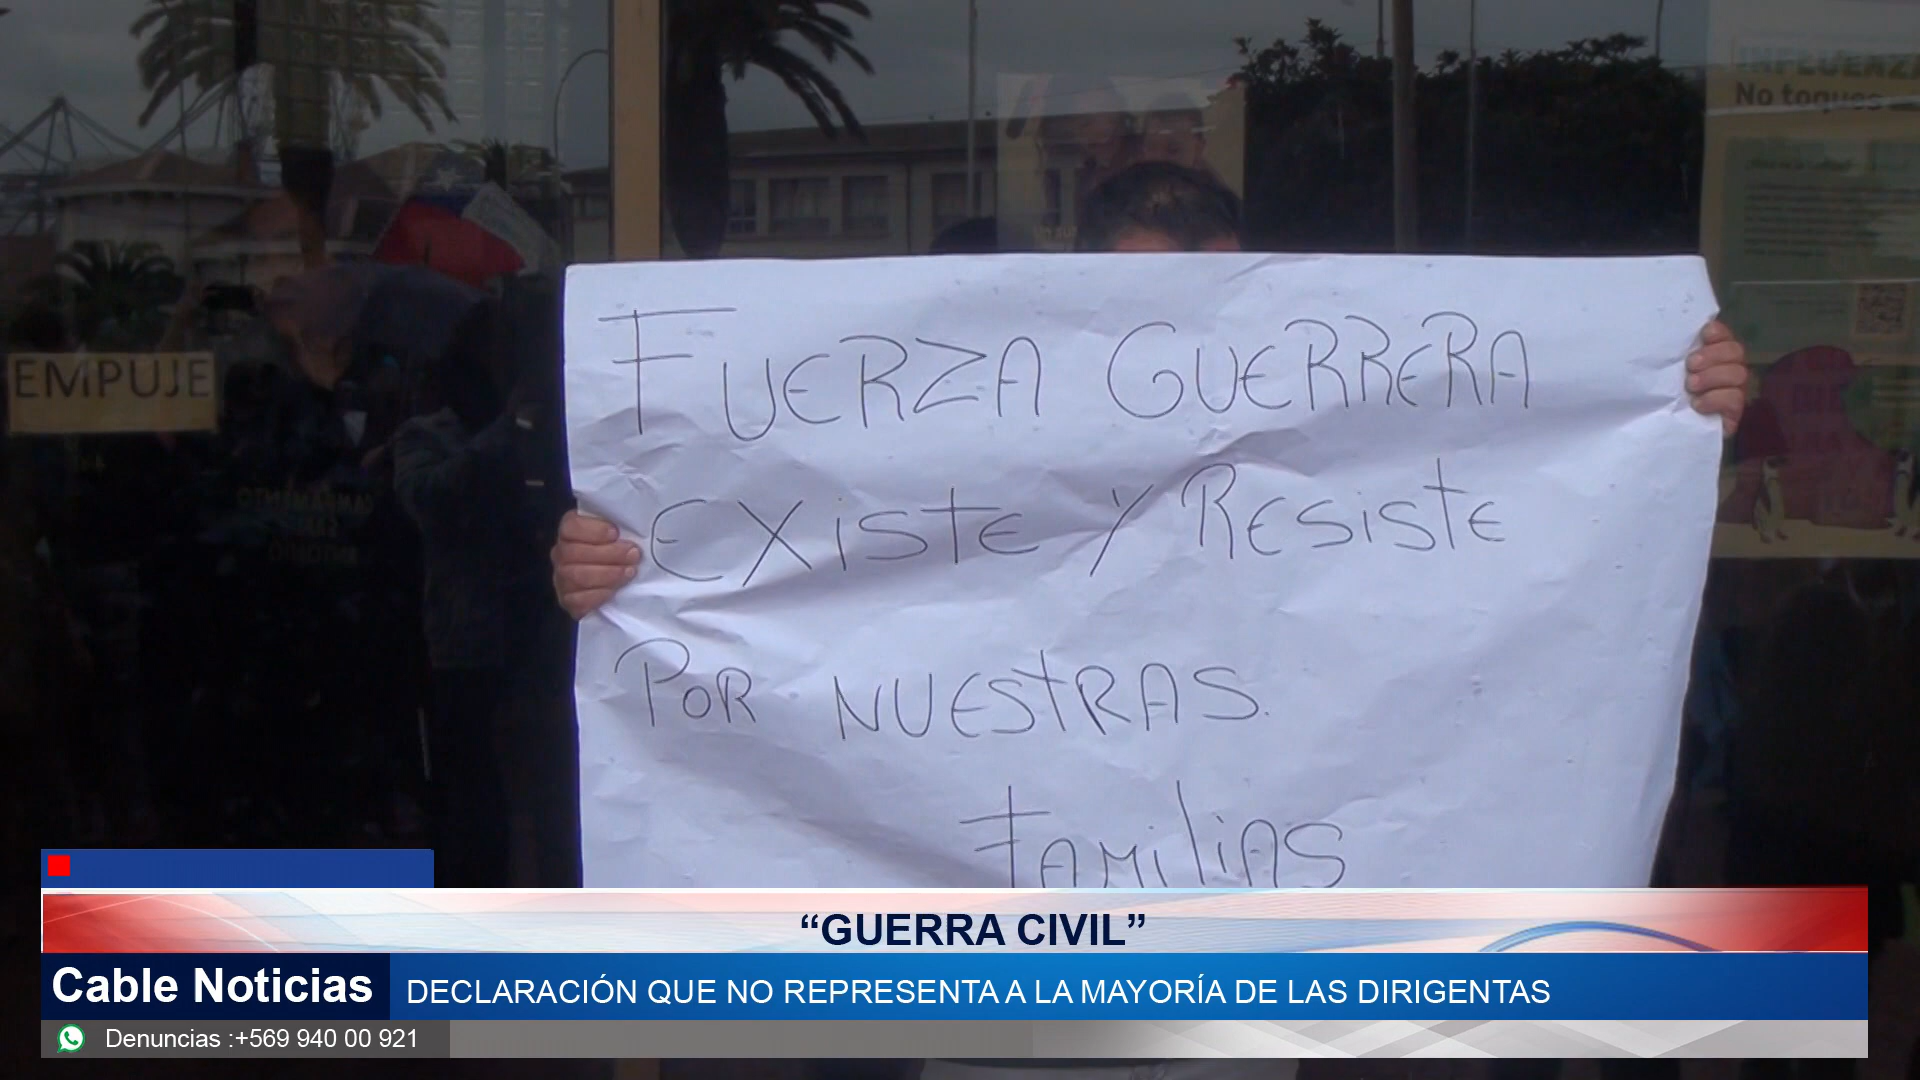 INFLUENZA
No toques
EMPUJE
FUERZA GUERRERA
EXISTE Y RESISTE
POR NUESTRAS.
FAMILIAS
“GUERRA CIVIL”
Cable Noticias
DECLARACIÓN QUE NO REPRESENTA A LA MAYORÍA DE LAS DIRIGENTAS
Denuncias :+569 940 00 921